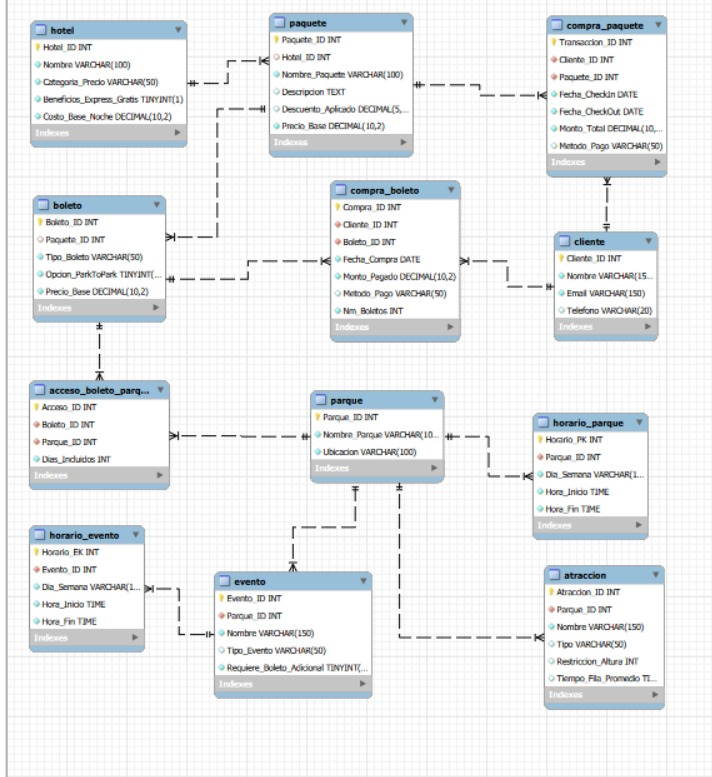 hotel
Hotel_ID INT
Nombre VARCHAR(100)
Categoria_Precio VARCHAR(50)
Beneficios_Express_Gratis TINYINT(1)
Costo_Base_Noche DECIMAL(10,2)
Indexes
paquete
Paquete_ID INT
Hotel_ID INT
Nombre_Paquete VARCHAR(100)
Descripcion TEXT
Descuento_Aplicado DECIMAL(5,...
Precio_Base DECIMAL(10,2)
Indexes
compra_paquete
Transaccion_ID INT
Cliente_ID INT
Paquete_ID INT
Fecha_CheckIn DATE
Fecha_CheckOut DATE
Monto_Total DECIMAL(10,...
Metodo_Pago VARCHAR(50)
Indexes
boleto
Boleto_ID INT
Paquete_ID INT
Tipo_Boleto VARCHAR(50)
Opcion_ParkToPark TINYINT(...
Precio_Base DECIMAL(10,2)
Indexes
compra_boleto
Compra_ID INT
Cliente_ID INT
Boleto_ID INT
Fecha_Compra DATE
Monto_Pagado DECIMAL(10,2)
Metodo_Pago VARCHAR(50)
Nm_Boletos INT
Indexes
cliente
Cliente_ID INT
Nombre VARCHAR(15...
Email VARCHAR(150)
Telefono VARCHAR(20)
Indexes
acceso_boleto_parq...
Acceso_ID INT
Boleto_ID INT
Parque_ID INT
Dias_Incluidos INT
Indexes
parque
Parque_ID INT
Nombre_Parque VARCHAR(10...
Ubicacion VARCHAR(100)
Indexes
horario_parque
Horario_PK INT
Parque_ID INT
Dia_Semana VARCHAR(1...
Hora_Inicio TIME
Hora_Fin TIME
Indexes
horario_evento
Horario_EK INT
Evento_ID INT
Dia_Semana VARCHAR(1...
Hora_Inicio TIME
Hora_Fin TIME
Indexes
evento
Evento_ID INT
Parque_ID INT
Nombre VARCHAR(150)
Tipo_Evento VARCHAR(50)
Requiere_Boleto_Adicional TINYINT(...
Indexes
atraccion
Atraccion_ID INT
Parque_ID INT
Nombre VARCHAR(150)
Tipo VARCHAR(50)
Restriccion_Altura INT
Tiempo_Fila_Promedio TI...
Indexes